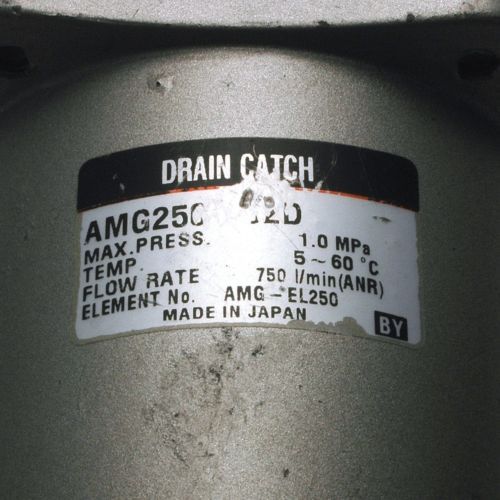 DRAIN CATCH
MAX.PRESS. 1.0 MPa
TEMP 5 ~ 60 °C
FLOW RATE 750 l/min(ANR)
ELEMENT No. AMG-EL250
MADE IN JAPAN
BY